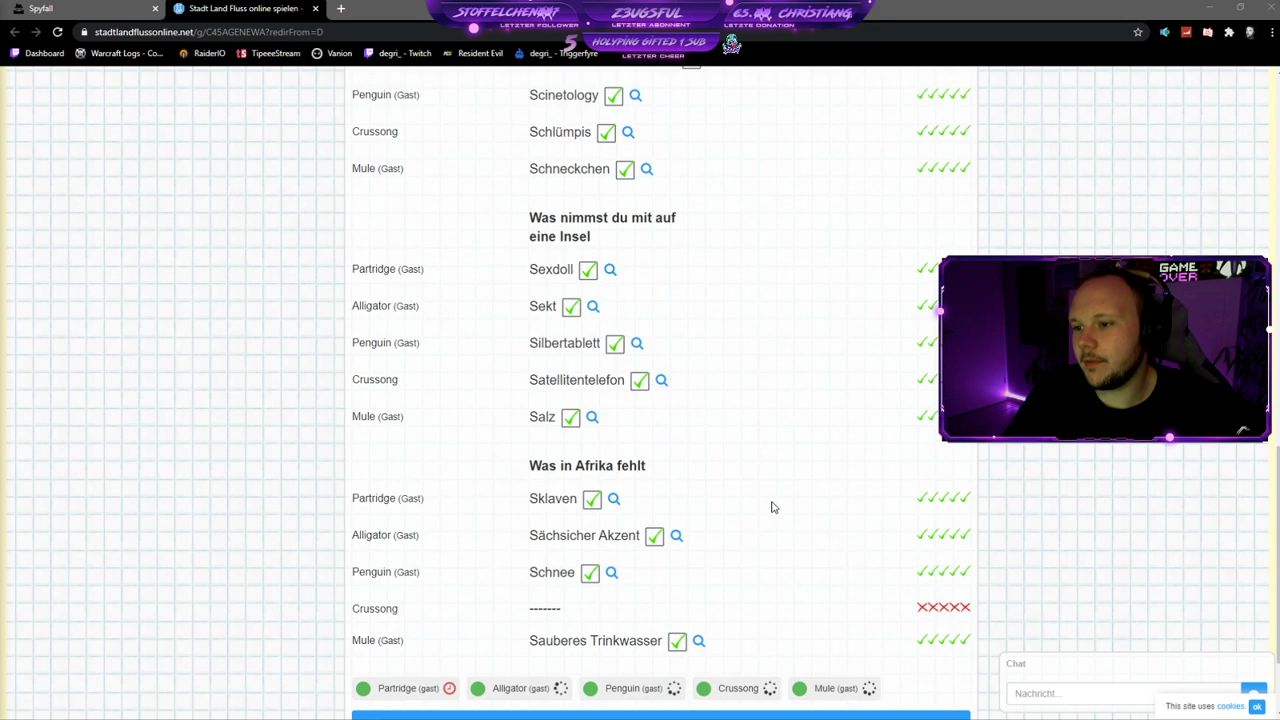 Spyfall
Stadt Land Fluss online spielen -
STOFFELCHEN
LETZTER FOLLOWER
Z3UGSFUL
LETZTER ABONNENT
65.
CHRISTIANG
LETZTE DONATION
stadtlandflussonline.net/g/C45AGENEWA?redirFrom=D
5
HOLYPING GIFTED 1 SUB
LETZTER CHEER
Dashboard
Warcraft Logs - Co...
RaiderIO
TipeeeStream
Vanion
degri_ - Twitch
Resident Evil
degri_ - Triggerfyre
Penguin (Gast) Scinetology
Crussong Schlümpis
Mule (Gast) Schneckchen
Was nimmst du mit auf
eine Insel
Partridge (Gast) Sexdoll
Alligator (Gast) Sekt
Penguin (Gast) Silbertablett
Crussong Satellitentelefon
Mule (Gast) Salz
GAME
OVER
Was in Afrika fehlt
Partridge (Gast) Sklaven
Alligator (Gast) Sächsicher Akzent
Penguin (Gast) Schnee
Crussong -------
Mule (Gast) Sauberes Trinkwasser
Partridge (gast)
Alligator (gast)
Penguin (gast)
Crussong
Mule (gast)
Chat
Nachricht...
This site uses cookies. ok